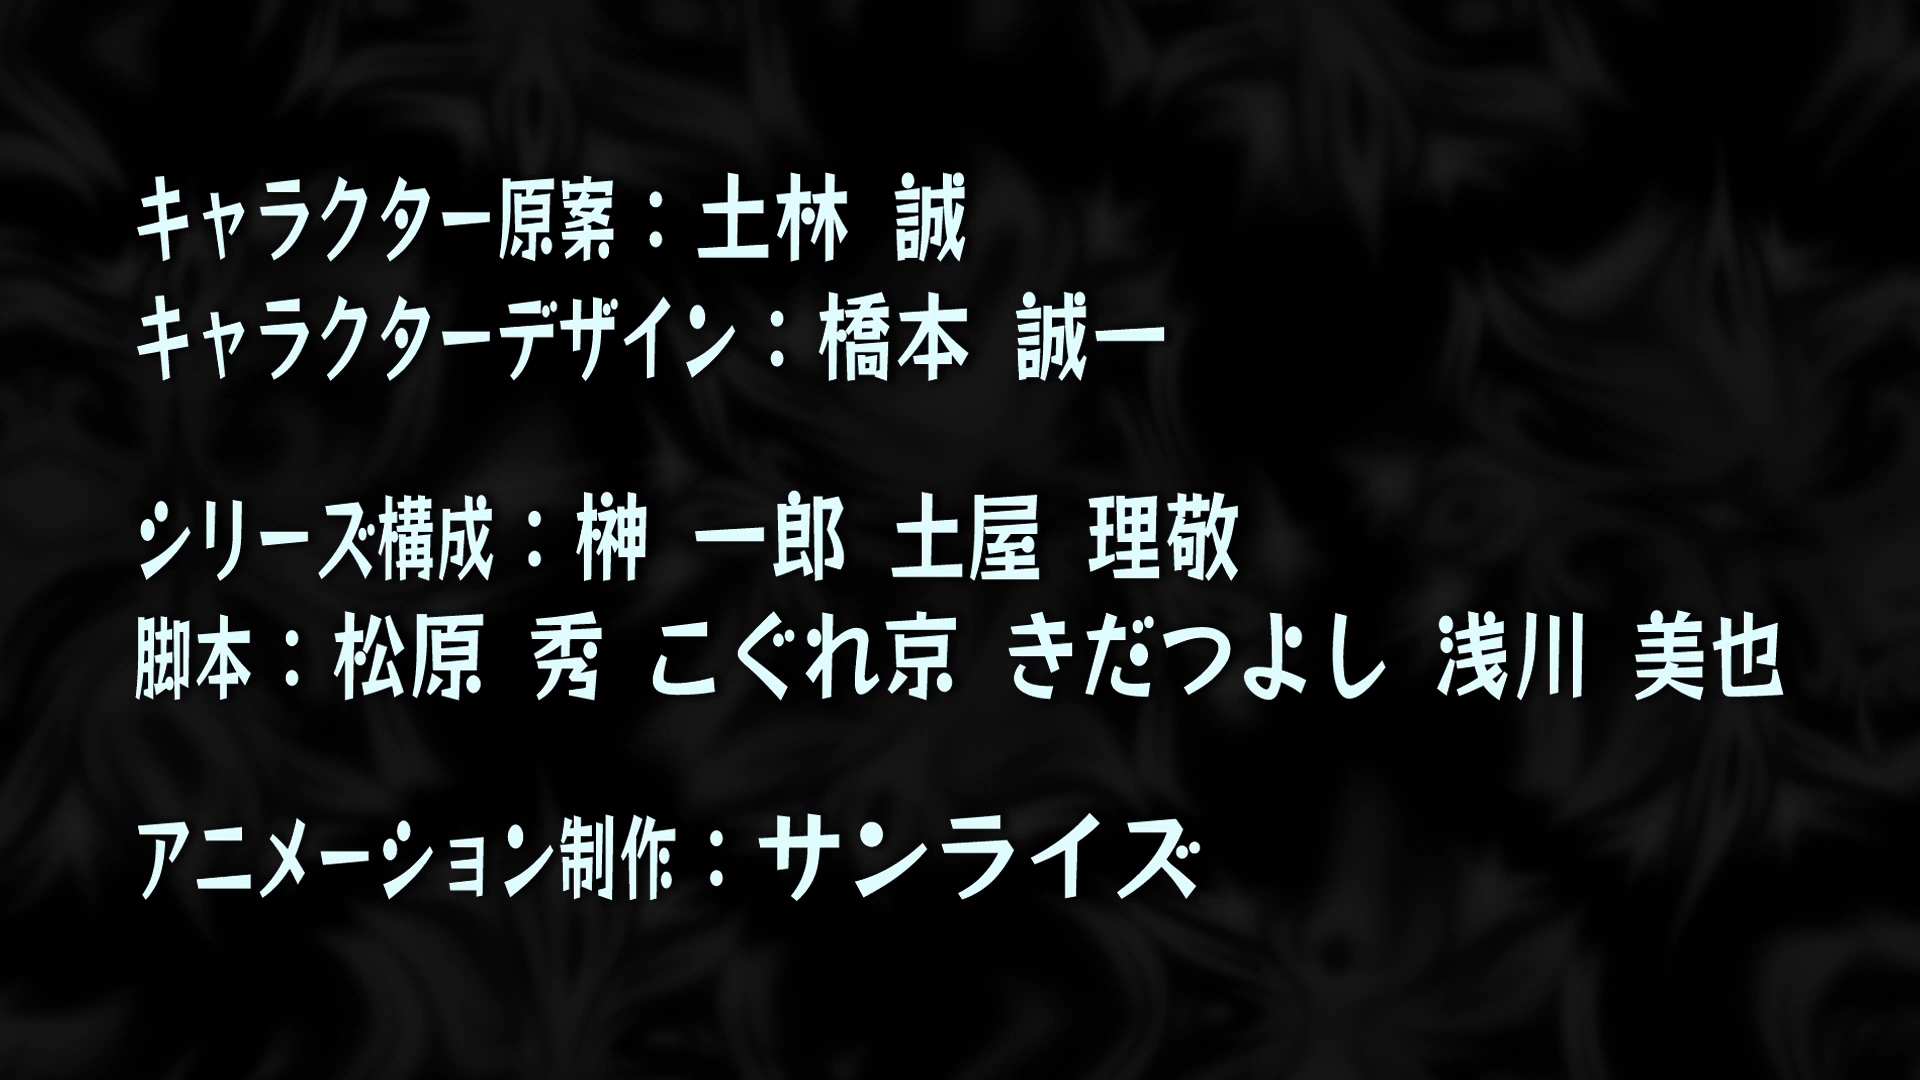 キャラクター原案：土林 誠
キャラクターデザイン：橋本 誠一
シリーズ構成：榊 一郎 土屋 理敬
脚本：松原 秀 こぐれ京 きだつよし 浅川 美也
アニメーション制作：サンライズ